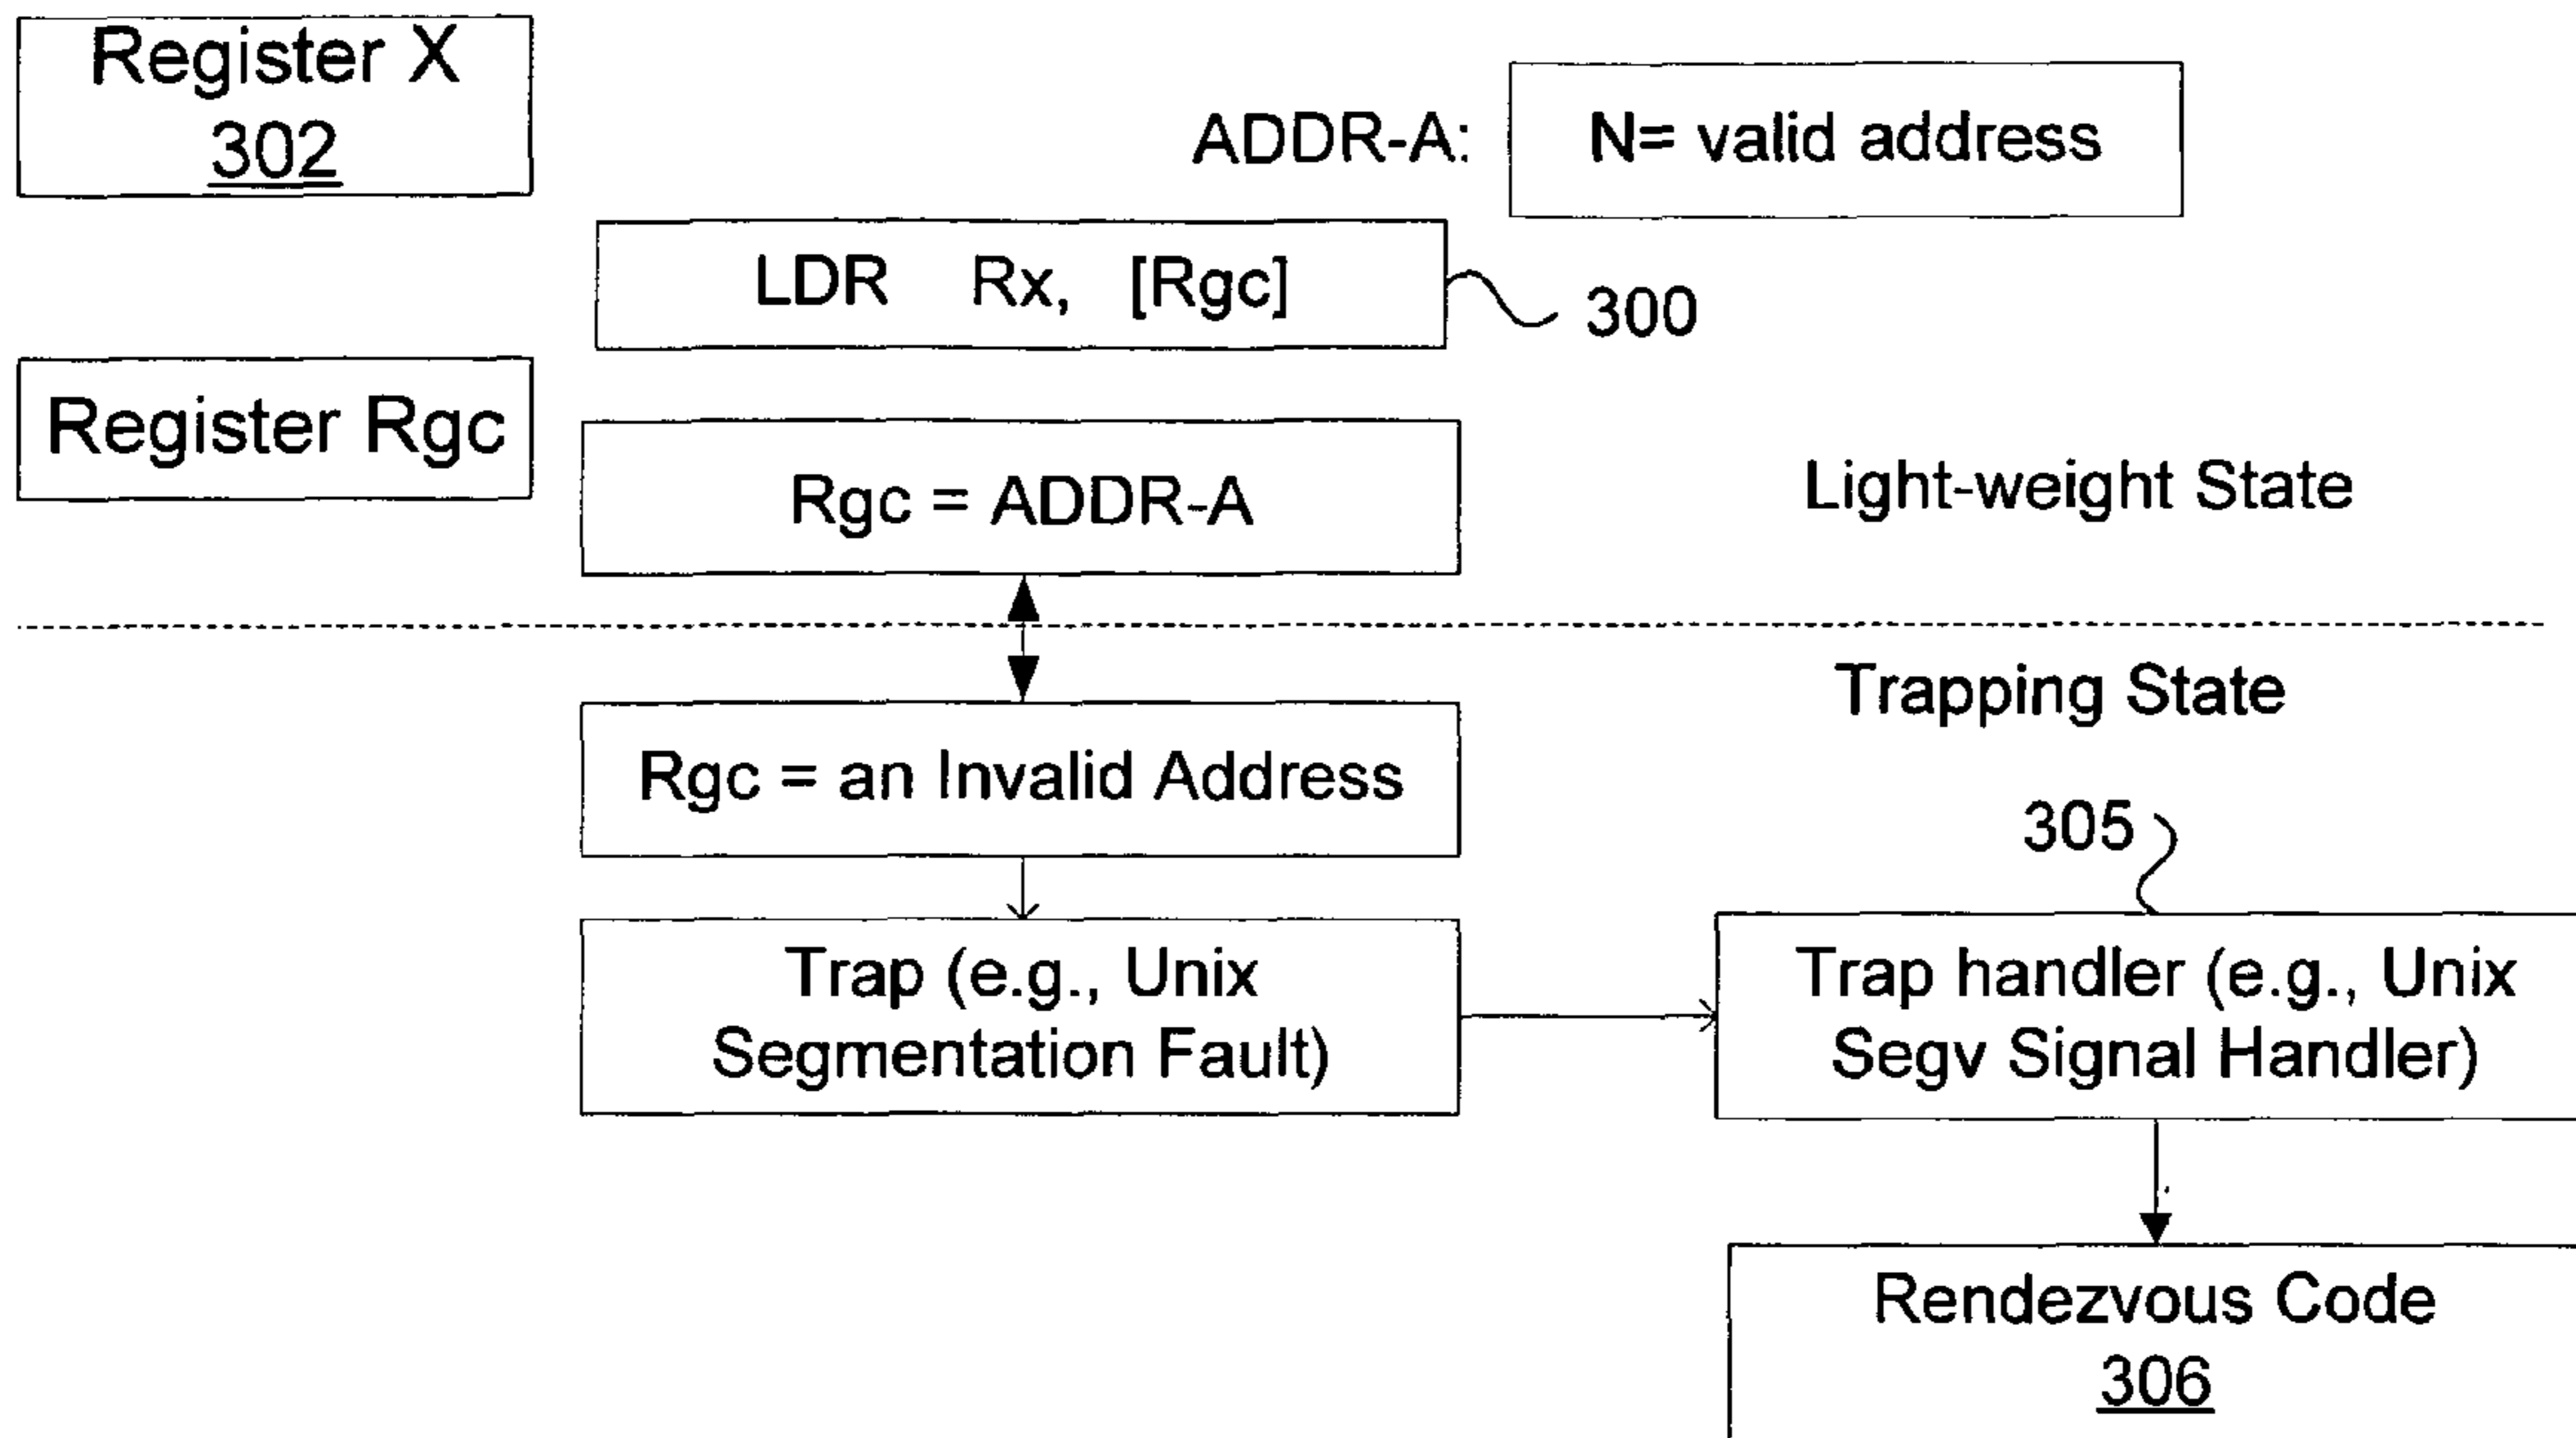 Register X
302
ADDR-A:
N= valid address
LDR Rx, [Rgc]
300
Register Rgc
Rgc = ADDR-A
Light-weight State
Trapping State
Rgc = an Invalid Address
305
Trap (e.g., Unix
Segmentation Fault)
Trap handler (e.g., Unix
Segv Signal Handler)
Rendezvous Code
306